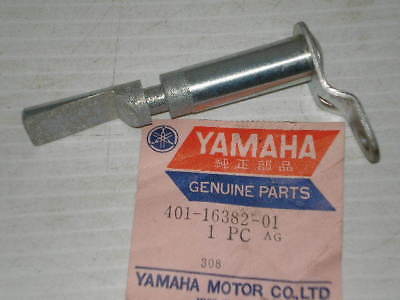 YAMAHA
純正部品
GENUINE PARTS
401-16382-01
1 PC AG
308
YAMAHA MOTOR CO.,LTD